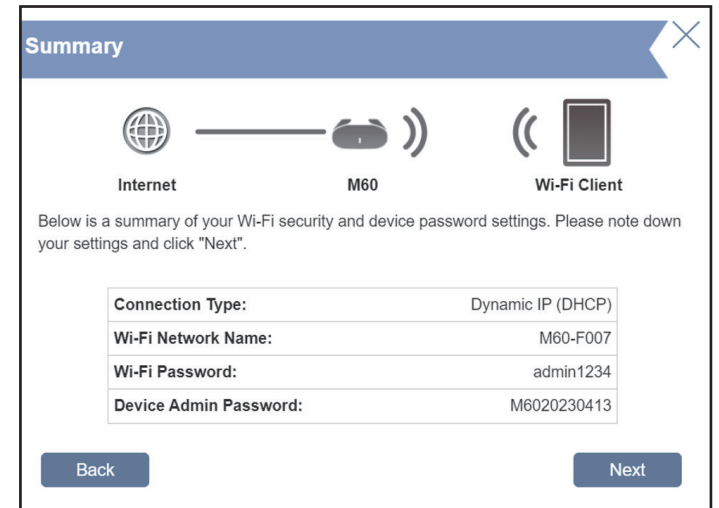 Summary
Internet M60 Wi-Fi Client
Below is a summary of your Wi-Fi security and device password settings. Please note down
your settings and click "Next".
Connection Type: Dynamic IP (DHCP)
Wi-Fi Network Name: M60-F007
Wi-Fi Password: admin1234
Device Admin Password: M6020230413
Back Next